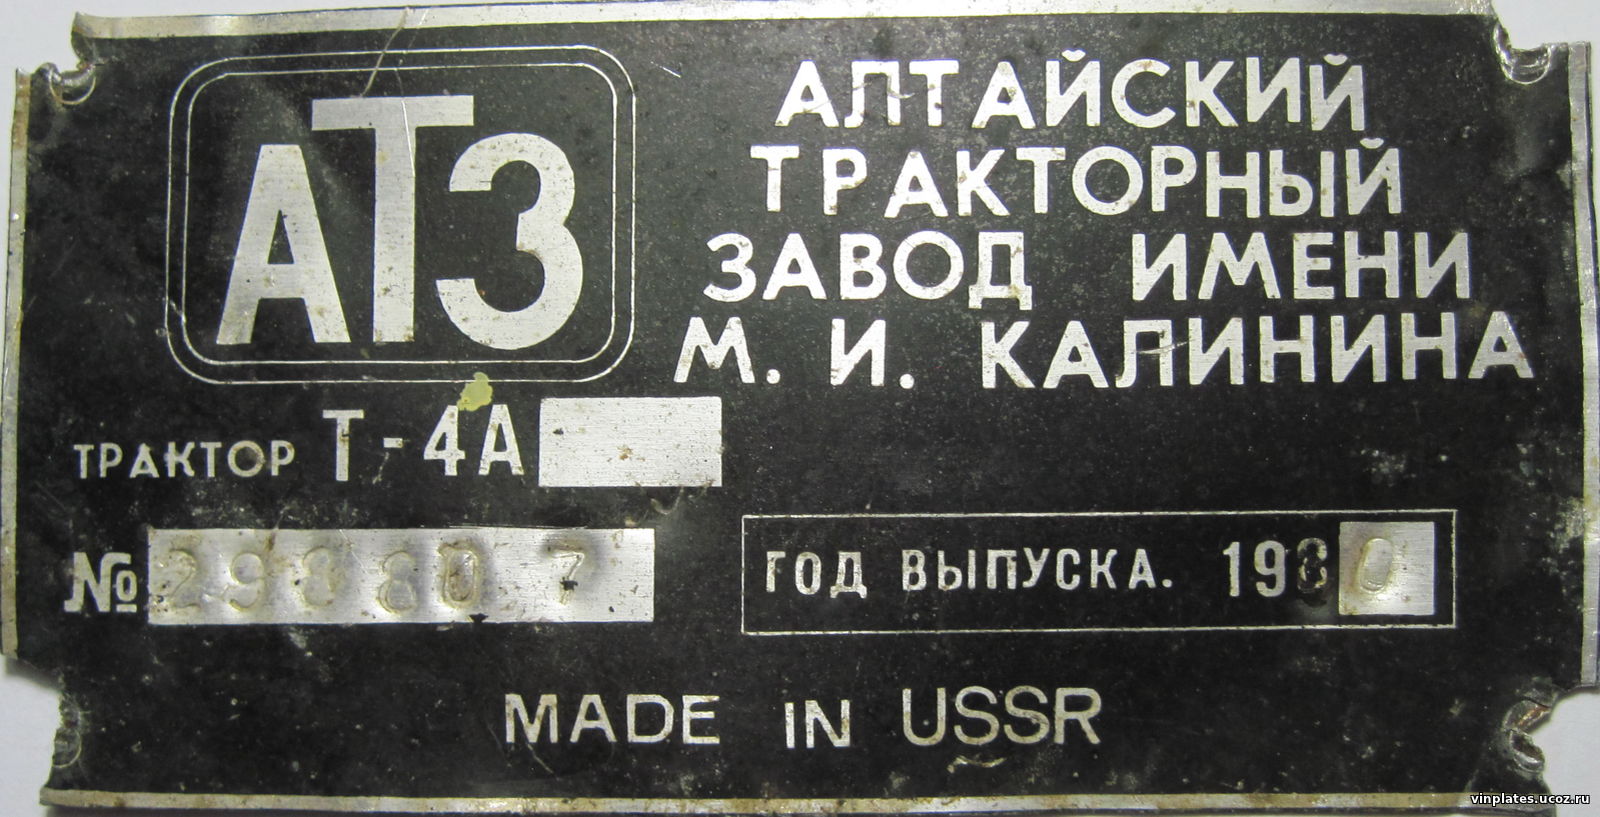 АТЗ
АЛТАЙСКИЙ
ТРАКТОРНЫЙ
ЗАВОД ИМЕНИ
М. И. КАЛИНИНА
ТРАКТОР Т-4А
№ 298807
ГОД ВЫПУСКА. 1980
MADE IN USSR
vinplates.ucoz.ru